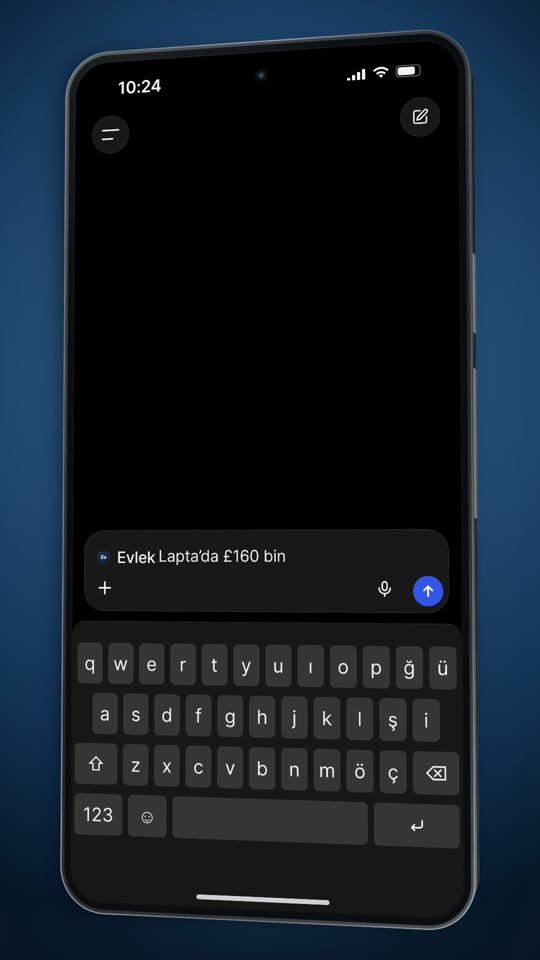 10:24
Ev Evlek Lapta’da £160 bin
q w e r t y u ı o p ğ ü
a s d f g h j k l ş i
z x c v b n m ö ç
123